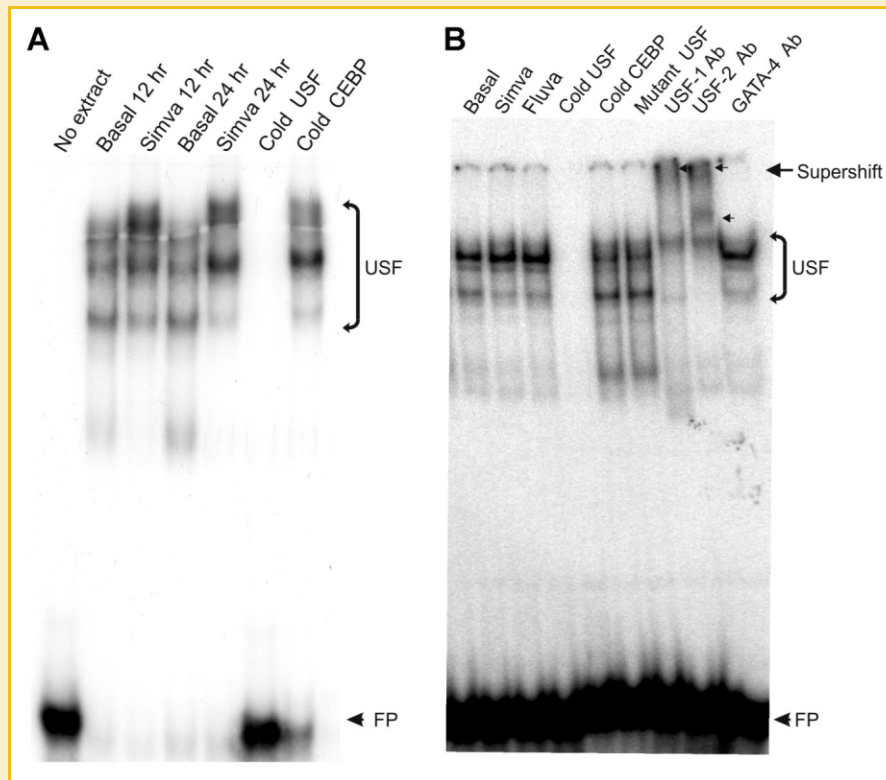 A
No extract
Basal 12 hr
Simva 12 hr
Basal 24 hr
Simva 24 hr
Cold USF
Cold CEBP
USF
FP
B
Basal
Simva
Fluva
Cold USF
Cold CEBP
Mutant USF
USF-1 Ab
USF-2 Ab
GATA-4 Ab
Supershift
USF
FP